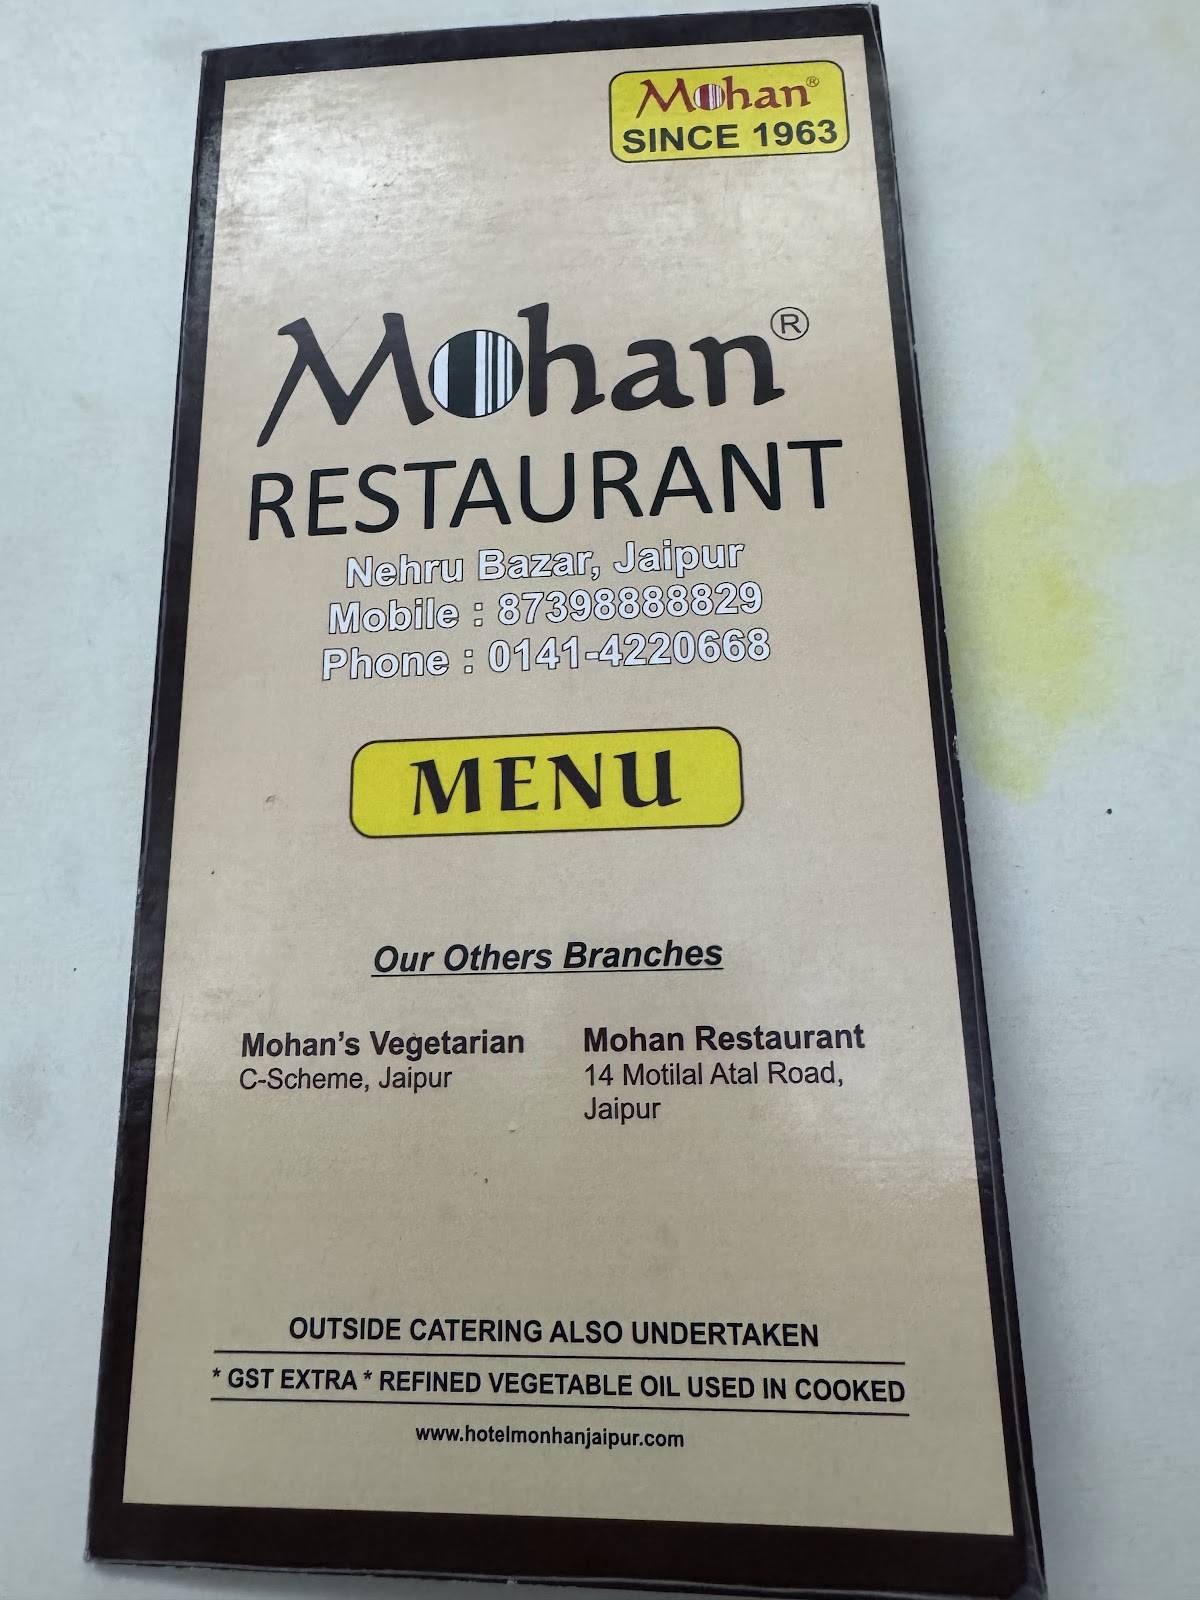 Mohan®
SINCE 1963
Mohan®
RESTAURANT
Nehru Bazar, Jaipur
Mobile : 87398888829
Phone : 0141-4220668
MENU
Our Others Branches
Mohan's Vegetarian
C-Scheme, Jaipur
Mohan Restaurant
14 Motilal Atal Road,
Jaipur
OUTSIDE CATERING ALSO UNDERTAKEN
* GST EXTRA * REFINED VEGETABLE OIL USED IN COOKED
www.hotelmonhanjaipur.com